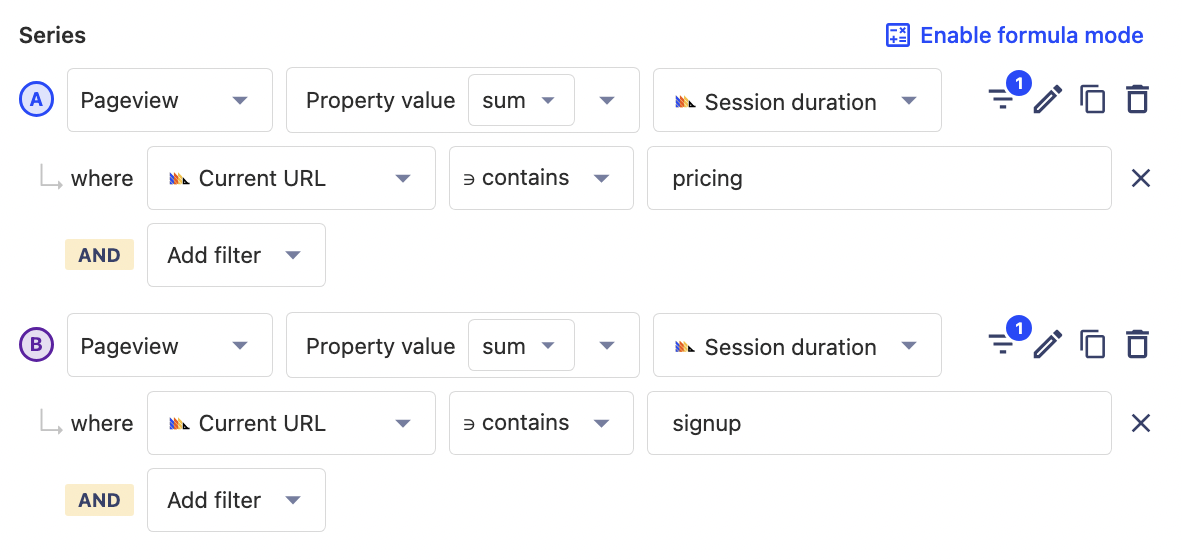 Series Enable formula mode
A Pageview Property value sum Session duration 1
where Current URL ∋ contains pricing
AND Add filter
B Pageview Property value sum Session duration 1
where Current URL ∋ contains signup
AND Add filter